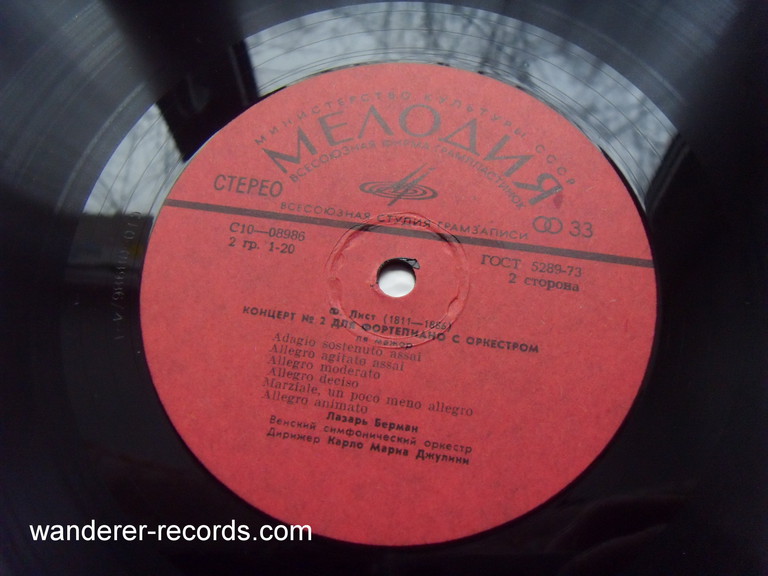 МИНИСТЕРСТВО КУЛЬТУРЫ СССР
МЕЛОДИЯ
ВСЕСОЮЗНАЯ ФИРМА ГРАМПЛАСТИНОК
СТЕРЕО
33
ВСЕСОЮЗНАЯ СТУДИЯ ГРАМЗАПИСИ
С10—08986
2 гр. 1-20
ГОСТ 5289-73
2 сторона
Ф. Лист (1811—1886)
КОНЦЕРТ № 2 ДЛЯ ФОРТЕПИАНО С ОРКЕСТРОМ
ля мажор
Adagio sostenuto assai
Allegro agitato assai
Allegro moderato
Allegro deciso
Marziale, un poco meno allegro
Allegro animato
Лазарь Берман
Венский симфонический оркестр
Дирижер Карло Мария Джулини
wanderer-records.com